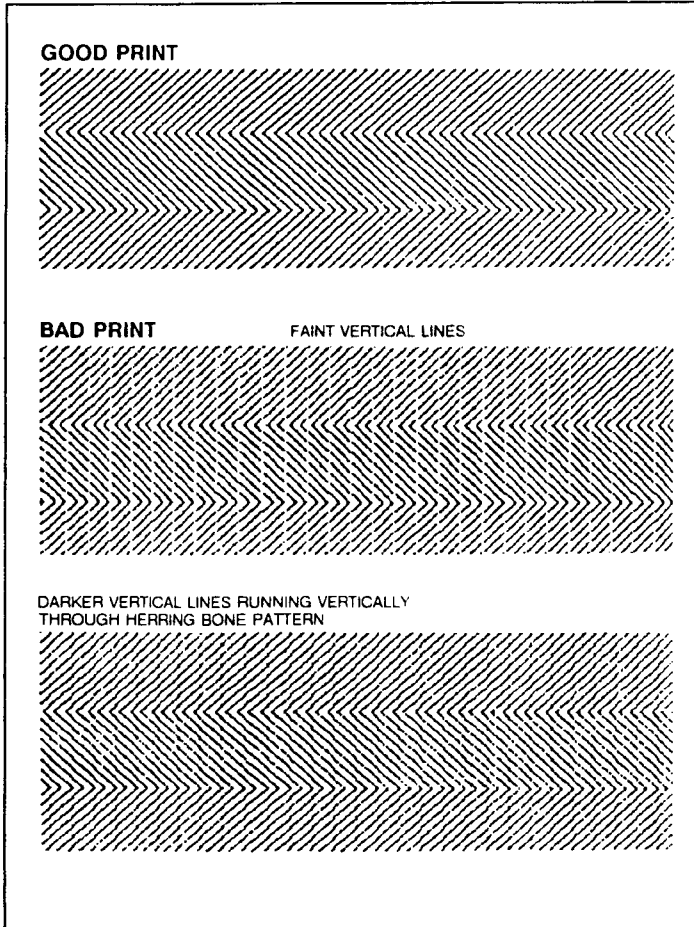 GOOD PRINT
BAD PRINT
FAINT VERTICAL LINES
DARKER VERTICAL LINES RUNNING VERTICALLY
THROUGH HERRING BONE PATTERN